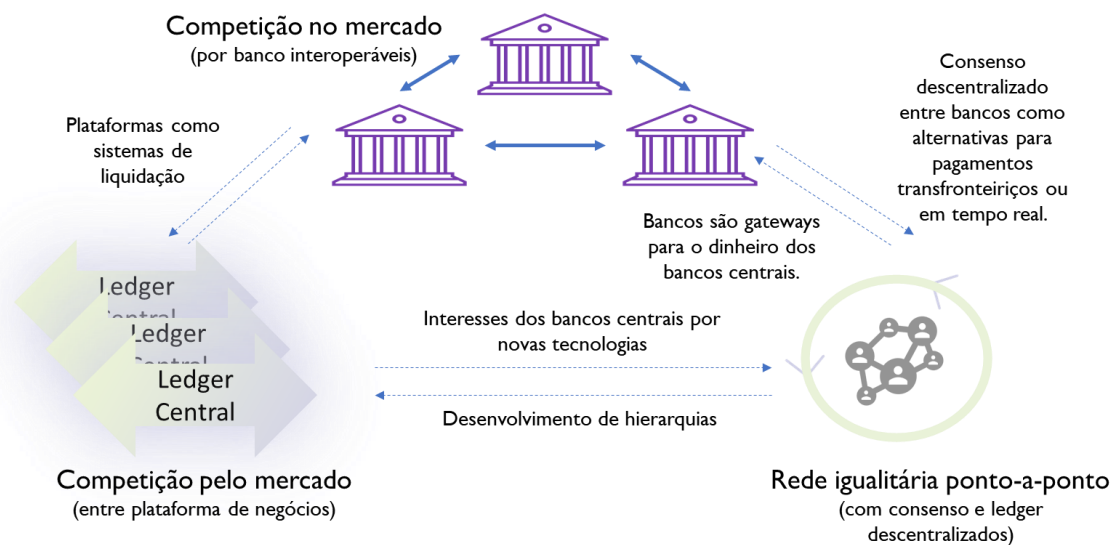 Competição no mercado
(por banco interoperáveis)
Plataformas como
sistemas de
liquidação
Consenso
descentralizado
entre bancos como
alternativas para
pagamentos
transfronteiriços ou
em tempo real.
Bancos são gateways
para o dinheiro dos
bancos centrais.
Ledger
Central
Ledger
Central
Ledger
Central
Interesses dos bancos centrais por
novas tecnologias
Desenvolvimento de hierarquias
Competição pelo mercado
(entre plataforma de negócios)
Rede igualitária ponto-a-ponto
(com consenso e ledger
descentralizados)